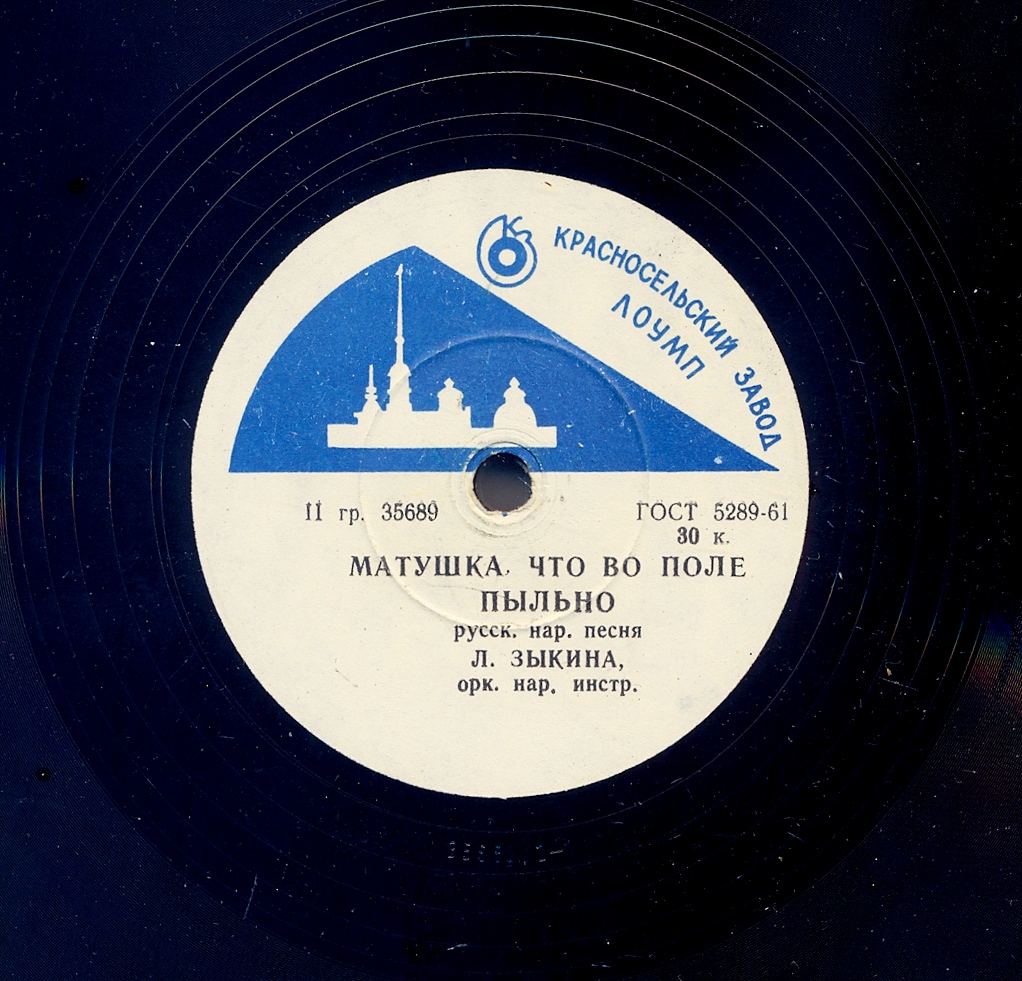 КРАСНОСЕЛЬСКИЙ ЗАВОД
ЛОУМП
II гр. 35689
ГОСТ 5289-61
30 к.
МАТУШКА, ЧТО ВО ПОЛЕ
ПЫЛЬНО
русск. нар. песня
Л. ЗЫКИНА,
орк. нар. инстр.